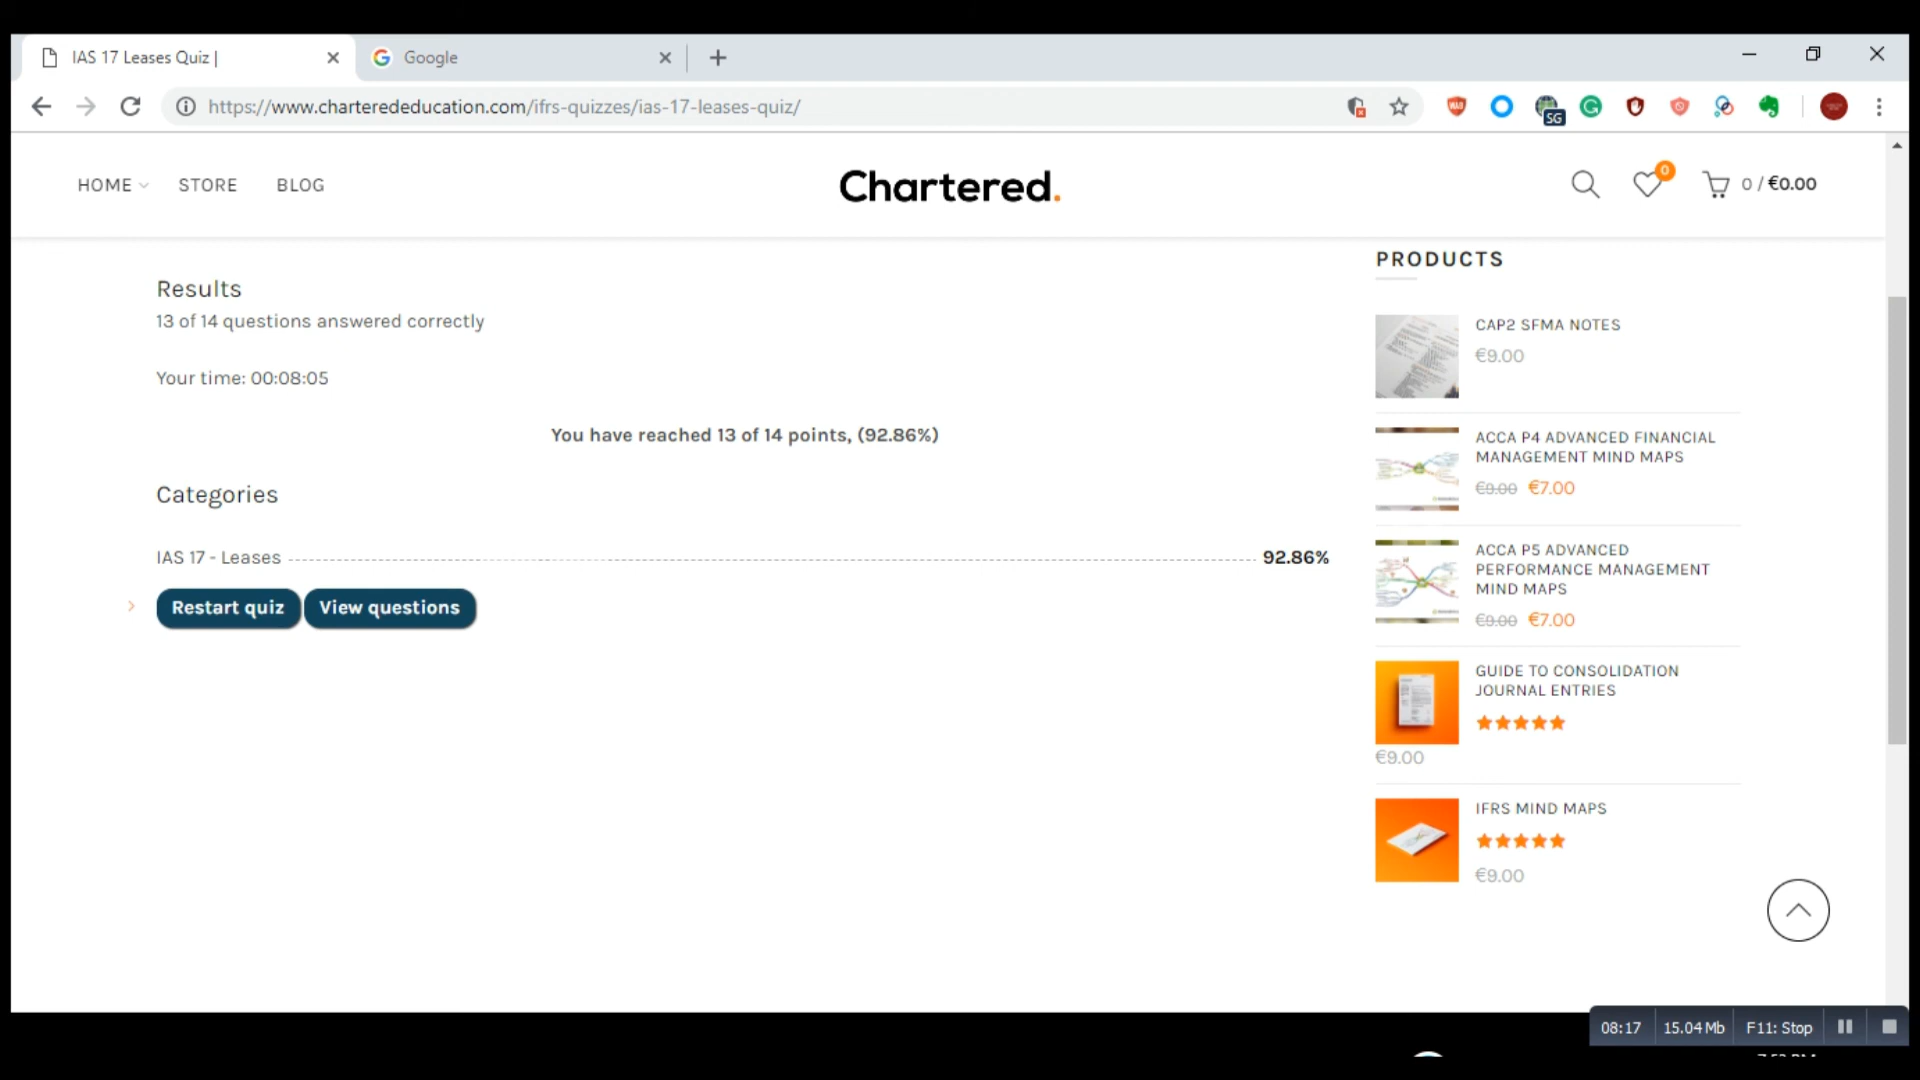 IAS 17 Leases Quiz |
Google
https://www.charterededucation.com/ifrs-quizzes/ias-17-leases-quiz/
SG
HOME
STORE
BLOG
Chartered.
0
0 / €0.00
Results
13 of 14 questions answered correctly
Your time: 00:08:05
You have reached 13 of 14 points, (92.86%)
Categories
IAS 17 - Leases
92.86%
Restart quiz
View questions
PRODUCTS
CAP2 SFMA NOTES
€9.00
ACCA P4 ADVANCED FINANCIAL
MANAGEMENT MIND MAPS
€9.00 €7.00
ACCA P5 ADVANCED
PERFORMANCE MANAGEMENT
MIND MAPS
€9.00 €7.00
GUIDE TO CONSOLIDATION
JOURNAL ENTRIES
€9.00
IFRS MIND MAPS
€9.00
08:17
15.04 Mb
F11: Stop